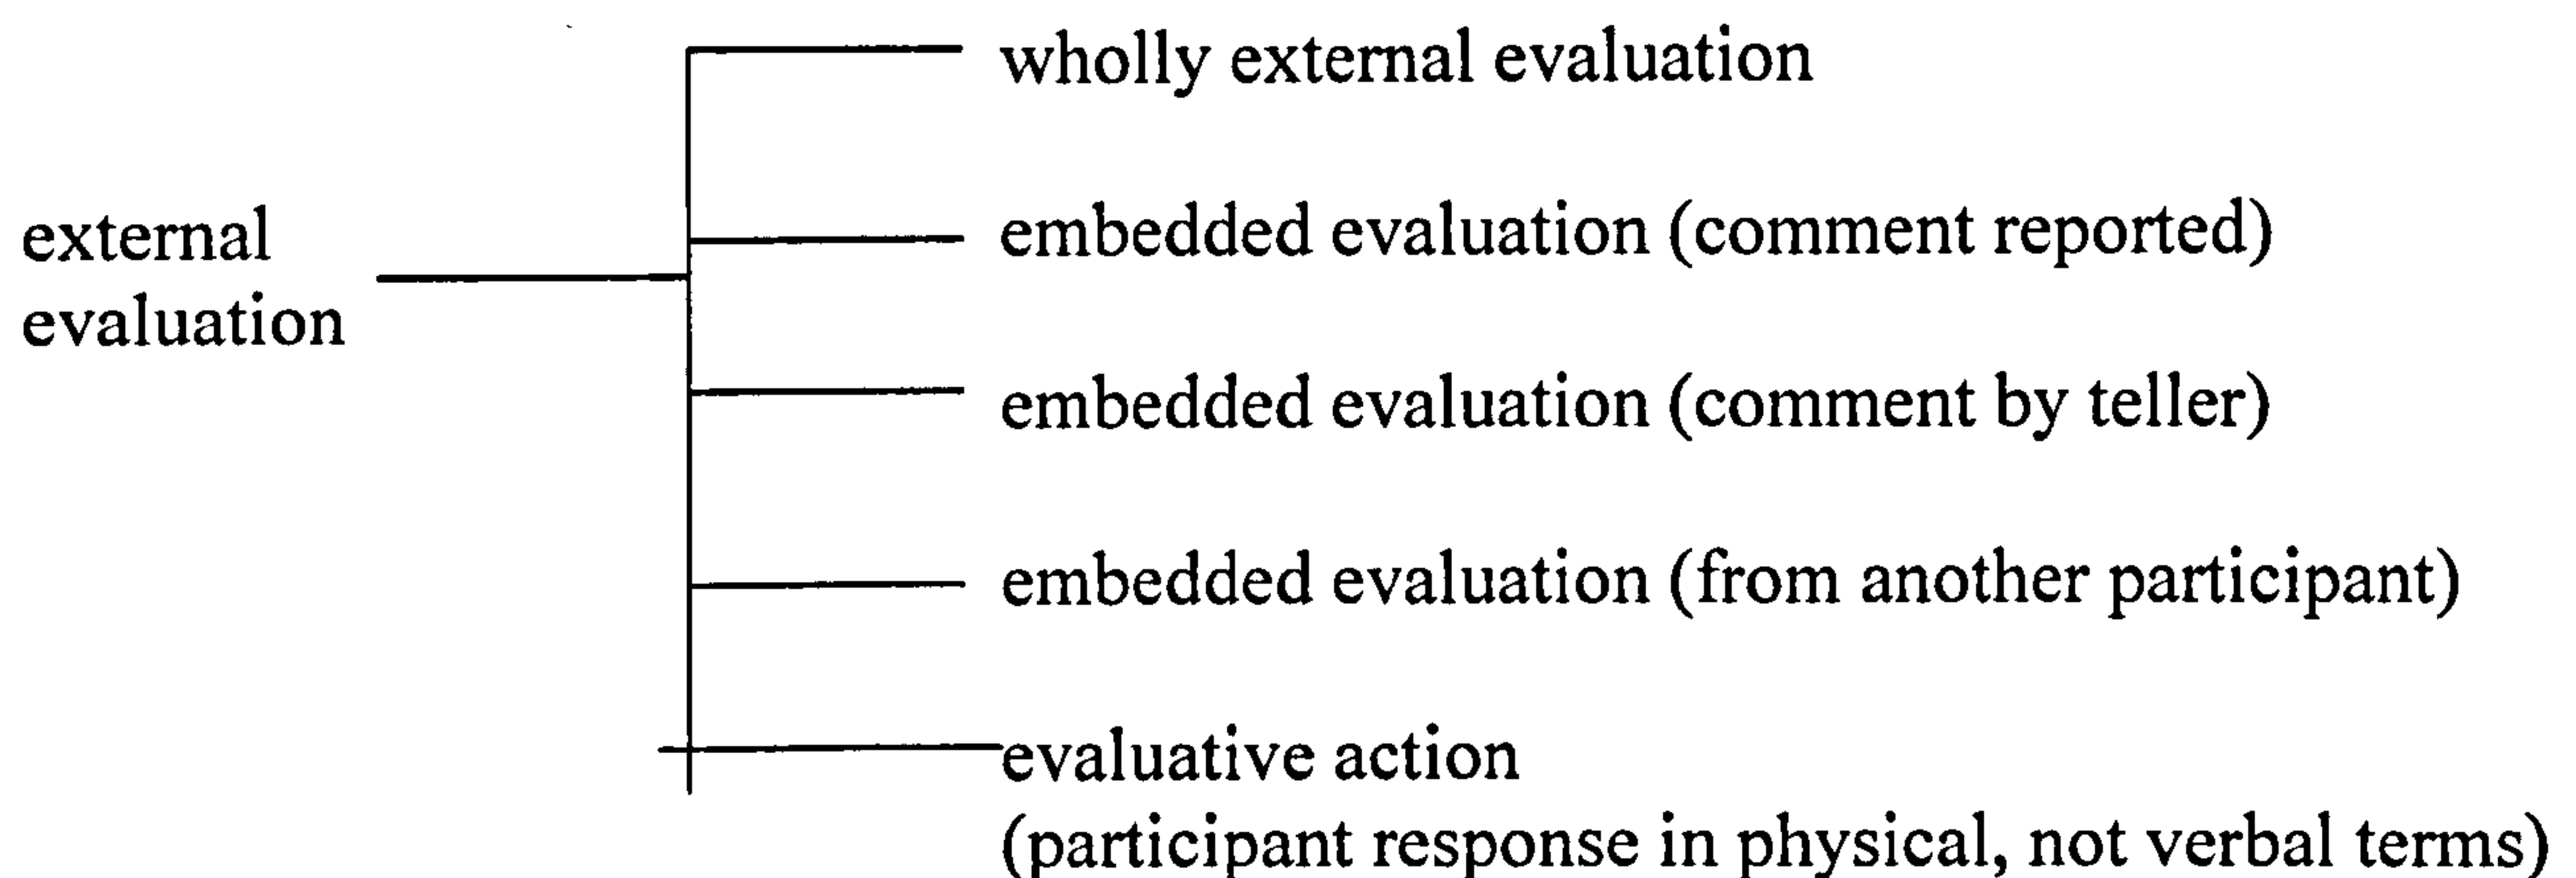 wholly external evaluation
embedded evaluation (comment reported)
external
evaluation
embedded evaluation (comment by teller)
embedded evaluation (from another participant)
evaluative action
(participant response in physical, not verbal terms)